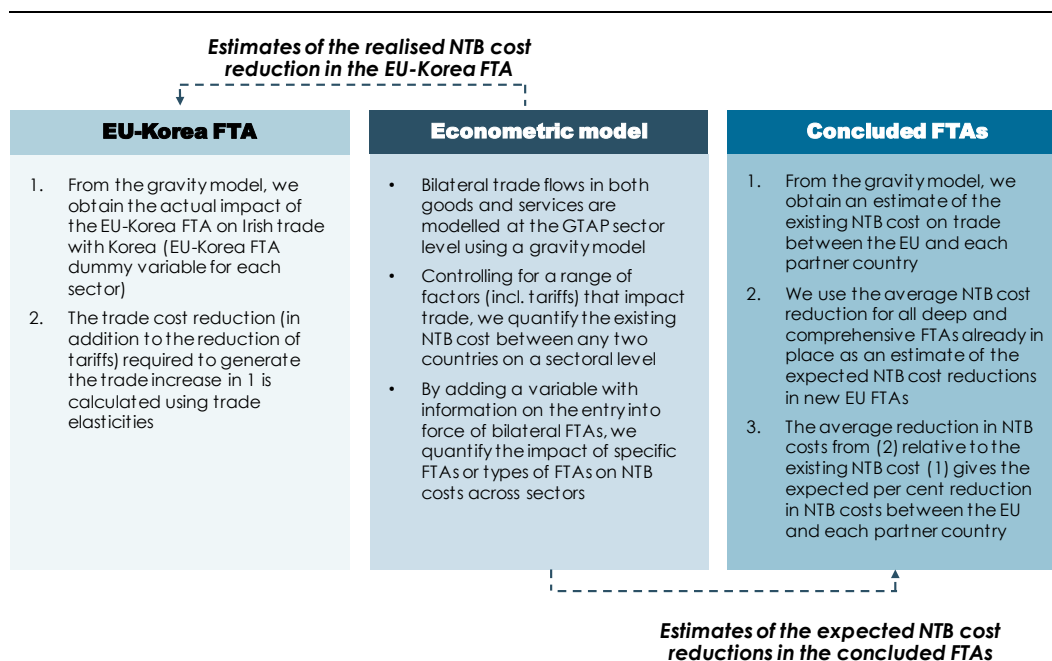 Estimates of the realised NTB cost
reduction in the EU-Korea FTA
EU-Korea FTA
1. From the gravity model, we
obtain the actual impact of
the EU-Korea FTA on Irish trade
with Korea (EU-Korea FTA
dummy variable for each
sector)
2. The trade cost reduction (in
addition to the reduction of
tariffs) required to generate
the trade increase in 1 is
calculated using trade
elasticities
Econometric model
• Bilateral trade flows in both
goods and services are
modelled at the GTAP sector
level using a gravity model
• Controlling for a range of
factors (incl. tariffs) that impact
trade, we quantify the existing
NTB cost between any two
countries on a sectoral level
• By adding a variable with
information on the entry into
force of bilateral FTAs, we
quantify the impact of specific
FTAs or types of FTAs on NTB
costs across sectors
Concluded FTAs
1. From the gravity model, we
obtain an estimate of the
existing NTB cost on trade
between the EU and each
partner country
2. We use the average NTB cost
reduction for all deep and
comprehensive FTAs already in
place as an estimate of the
expected NTB cost reductions
in new EU FTAs
3. The average reduction in NTB
costs from (2) relative to the
existing NTB cost (1) gives the
expected per cent reduction
in NTB costs between the EU
and each partner country
Estimates of the expected NTB cost
reductions in the concluded FTAs